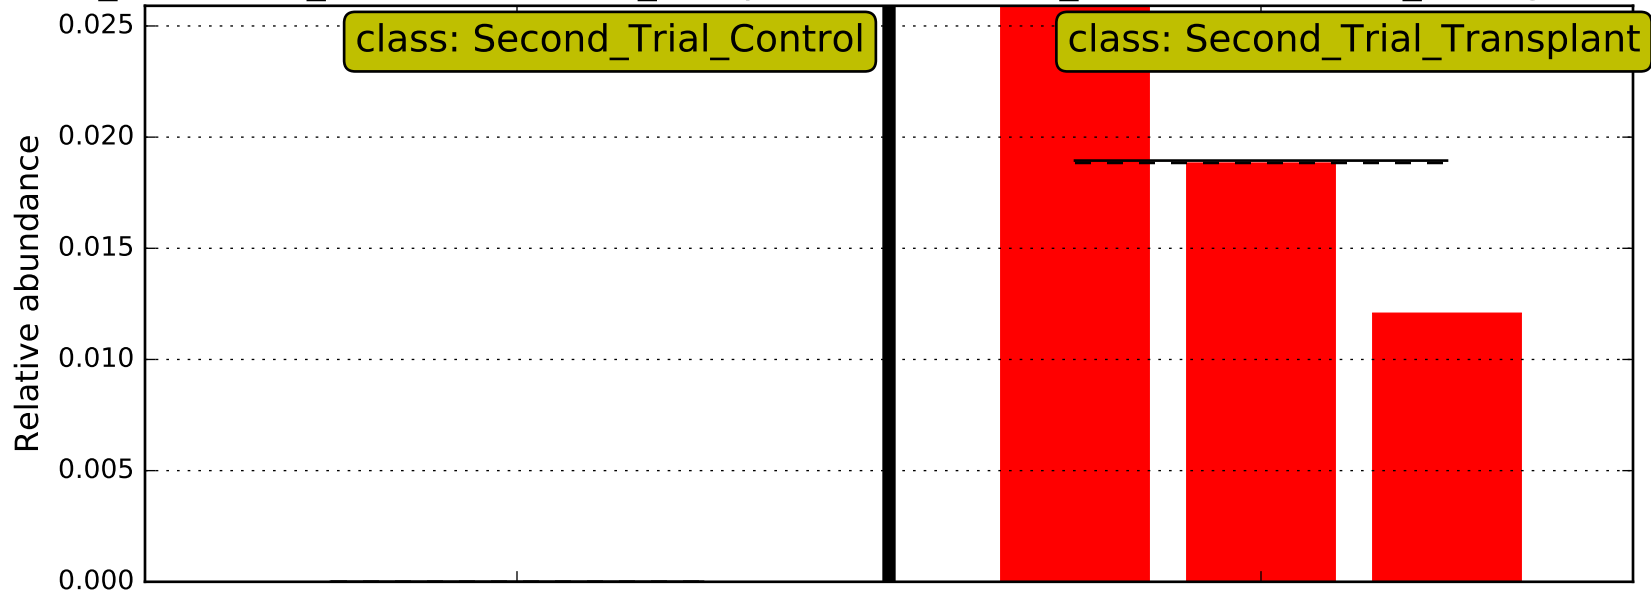 class: Second_Trial_Control
class: Second_Trial_Transplant
Relative abundance
0.025
0.020
0.015
0.010
0.005
0.000